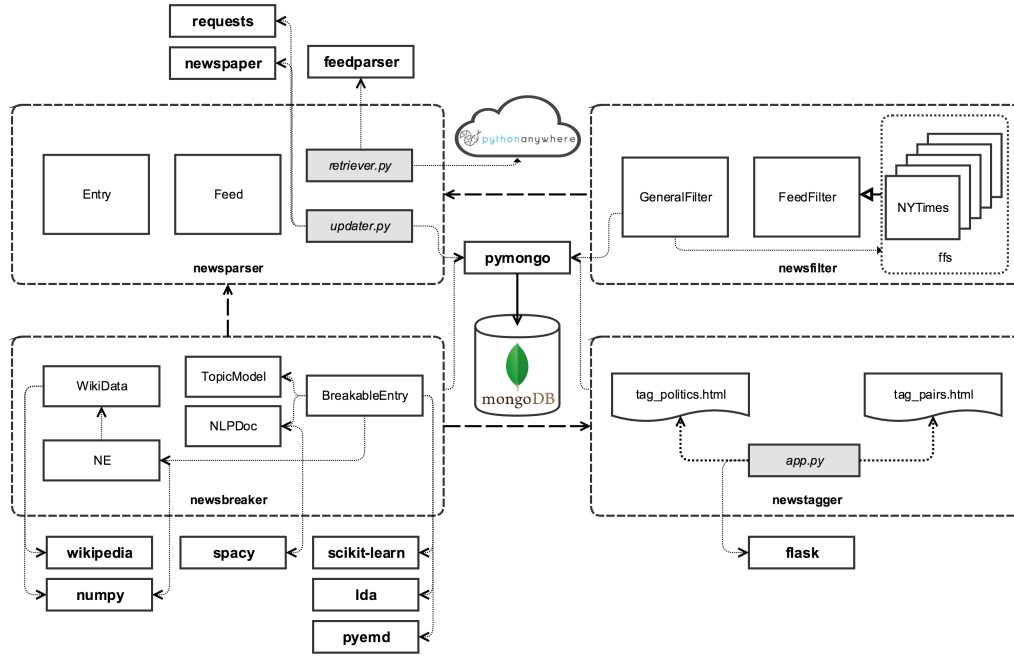 requests
newspaper
feedparser
pythonanywhere
retriever.py
Entry
Feed
updater.py
newsparser
GeneralFilter
FeedFilter
NYTimes
ffs
newsfilter
pymongo
mongoDB
WikiData
TopicModel
BreakableEntry
NLPDoc
NE
newsbreaker
tag_politics.html
tag_pairs.html
app.py
newstagger
wikipedia
spacy
scikit-learn
flask
numpy
lda
pyemd